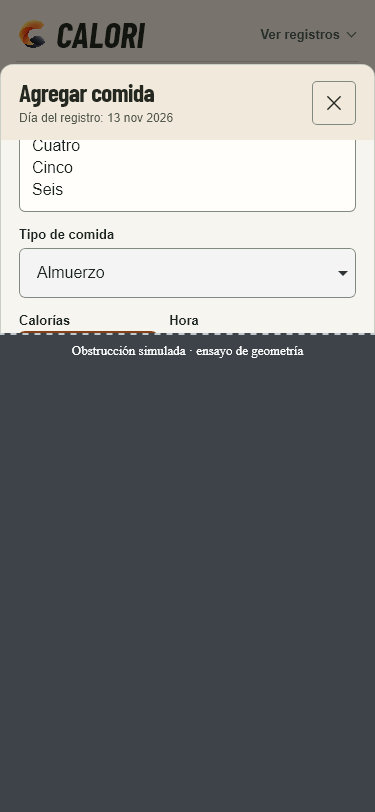 CALORI
Ver registros
Agregar comida
Día del registro: 13 nov 2026
Cuatro
Cinco
Seis
Tipo de comida
Almuerzo
Calorías
Hora
Obstrucción simulada · ensayo de geometría